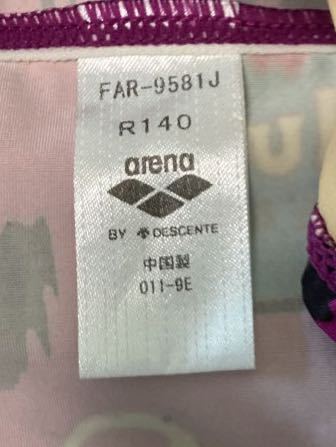 FAR-9581J
R140
arena
BY DESCENTE
中国製
011-9E